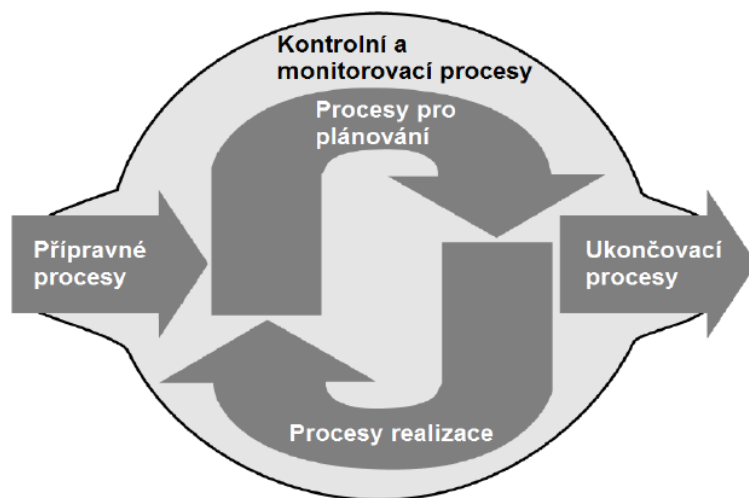 Kontrolní a
monitorovací procesy
Procesy pro
plánování
Přípravné
procesy
Ukončovací
procesy
Procesy realizace